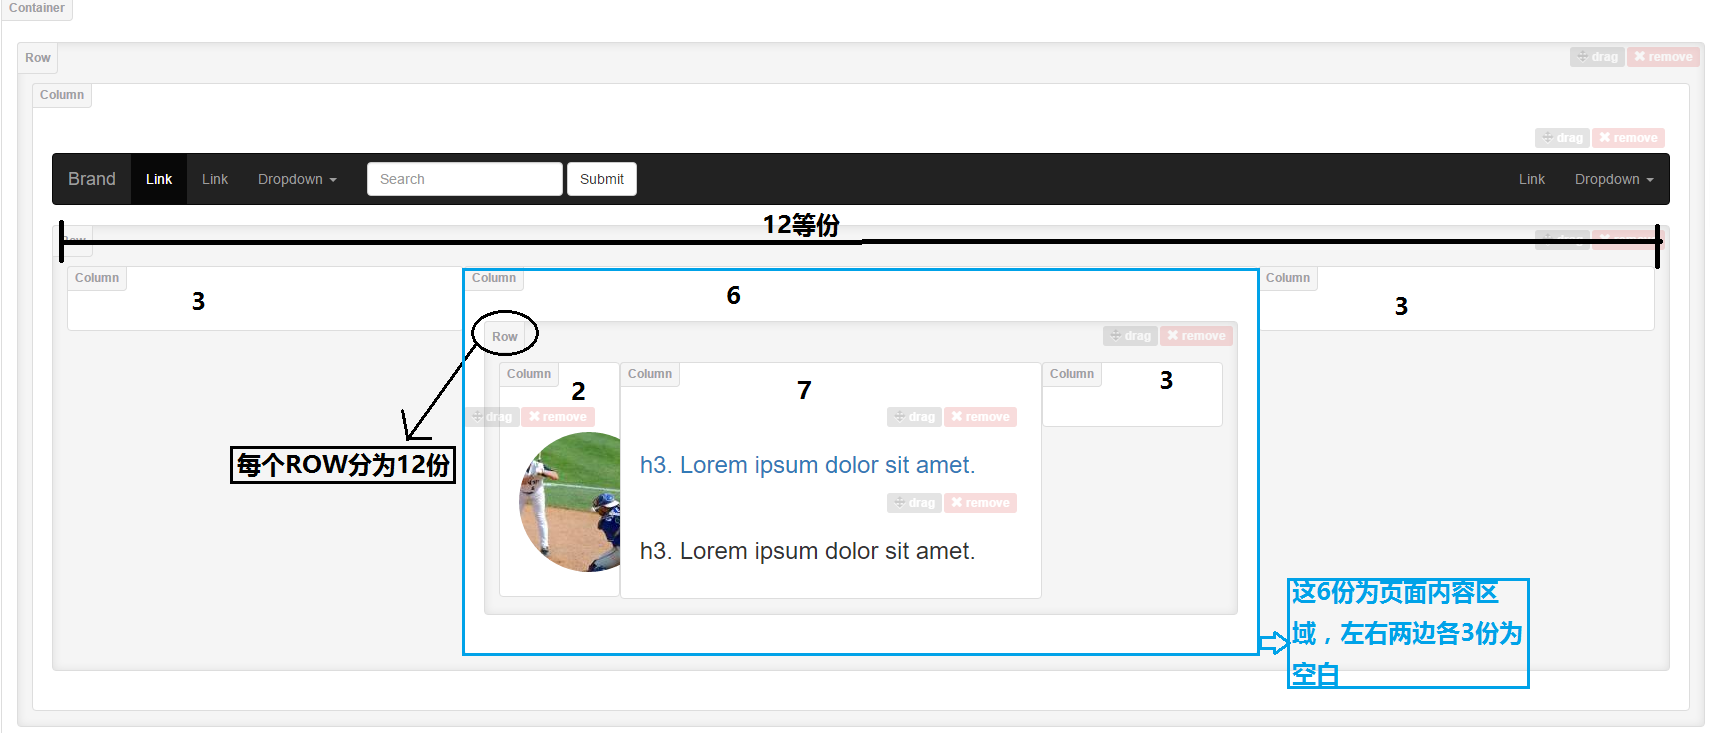 Container
Row
drag remove
Column
drag remove
Brand Link Link Dropdown Search Submit Link Dropdown
12等份
Row
drag remove
Column
3
Column
6
Column
3
Row
drag remove
Column
2
Column
7
Column
3
drag remove
drag remove
每个ROW分为12份
h3. Lorem ipsum dolor sit amet.
drag remove
h3. Lorem ipsum dolor sit amet.
这6份为页面内容区
域，左右两边各3份为
空白